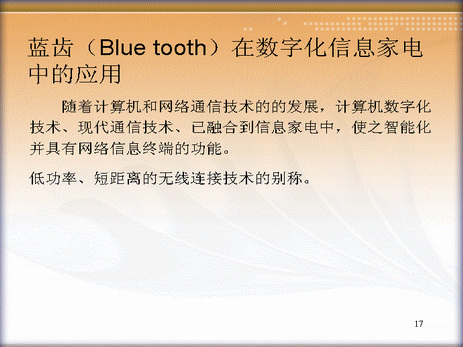 蓝齿（Blue tooth）在数字化信息家电
中的应用
随着计算机和网络通信技术的的发展，计算机数字化
技术、现代通信技术、已融合到信息家电中，使之智能化
并具有网络信息终端的功能。
低功率、短距离的无线连接技术的别称。
17